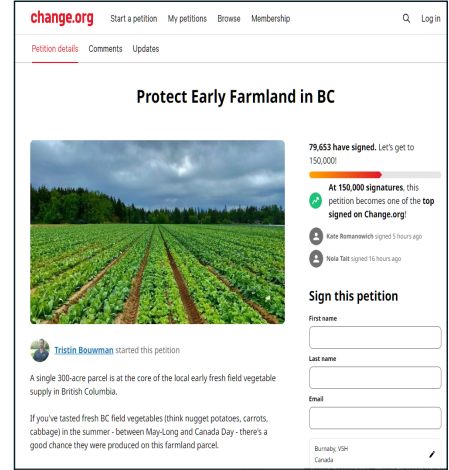 change.org Start a petition My petitions Browse Membership Log in
Petition details Comments Updates
Protect Early Farmland in BC
79,653 have signed. Let's get to
150,000!
At 150,000 signatures, this
petition becomes one of the top
signed on Change.org!
Kate Romanowich signed 5 hours ago
Nola Tait signed 16 hours ago
Tristin Bouwman started this petition
A single 300-acre parcel is at the core of the local early fresh field vegetable
supply in British Columbia.
If you've tasted fresh BC field vegetables (think nugget potatoes, carrots,
cabbage) in the summer - between May-Long and Canada Day - there's a
good chance they were produced on this farmland parcel.
Sign this petition
First name
Last name
Email
Burnaby, V5H
Canada